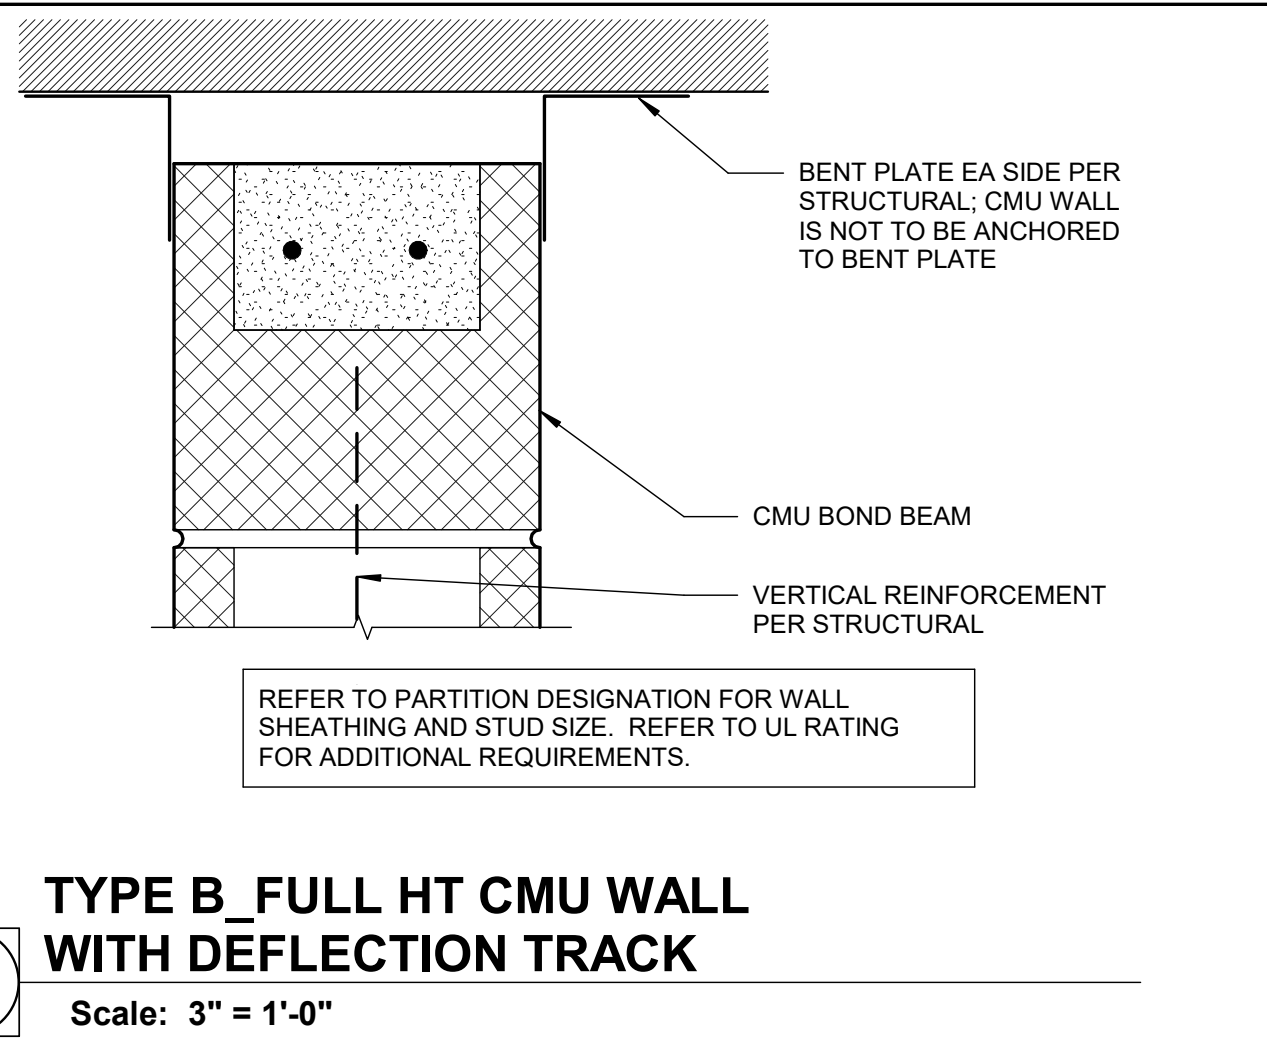 BENT PLATE EA SIDE PER
STRUCTURAL; CMU WALL
IS NOT TO BE ANCHORED
TO BENT PLATE
CMU BOND BEAM
VERTICAL REINFORCEMENT
PER STRUCTURAL
REFER TO PARTITION DESIGNATION FOR WALL
SHEATHING AND STUD SIZE.  REFER TO UL RATING
FOR ADDITIONAL REQUIREMENTS.
TYPE B_FULL HT CMU WALL
WITH DEFLECTION TRACK
Scale:  3" = 1'-0"